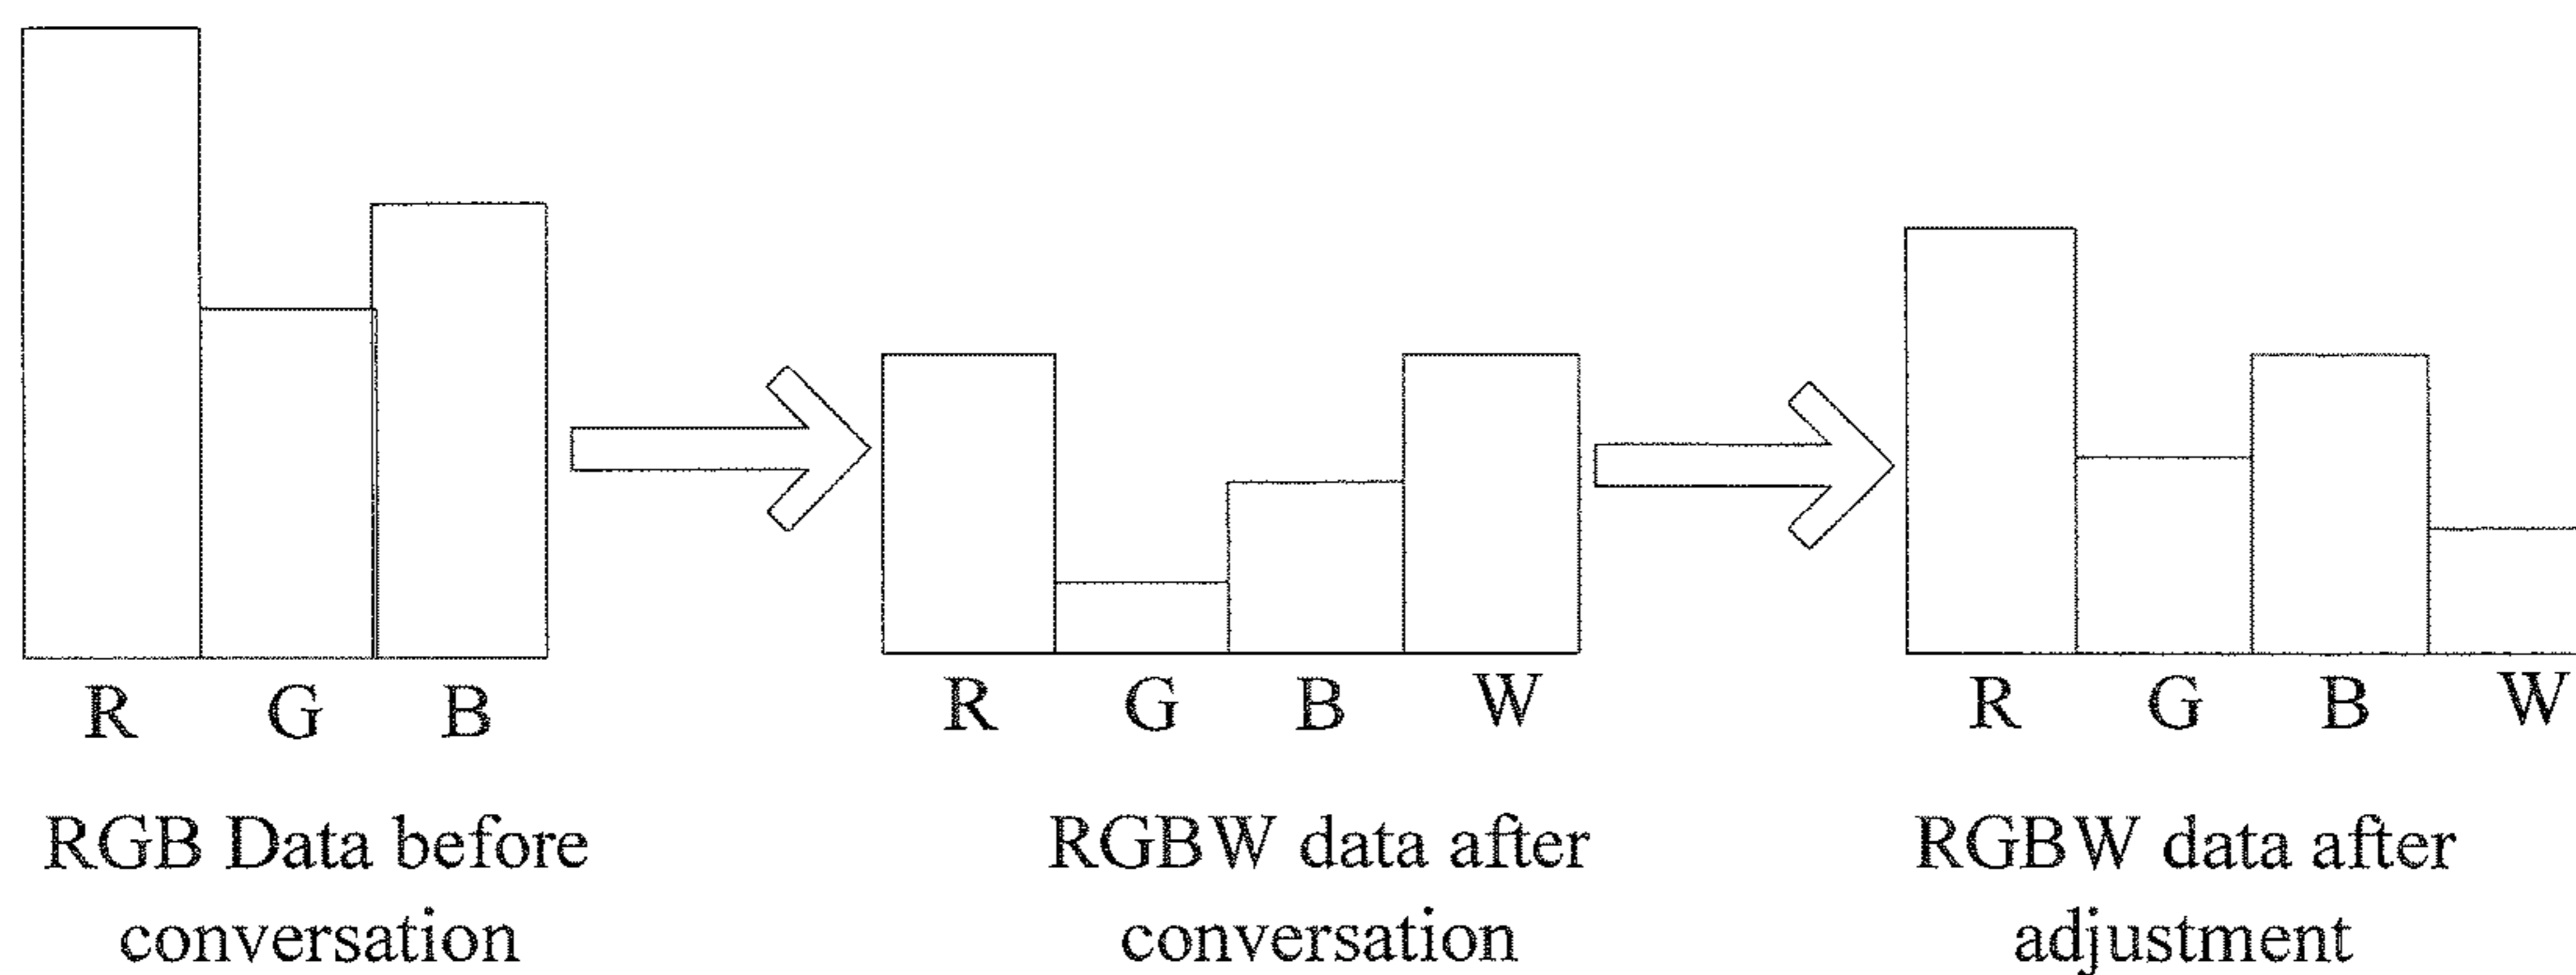 R G B
R G B W
R G B W
RGB Data before
conversation
RGBW data after
conversation
RGBW data after
adjustment